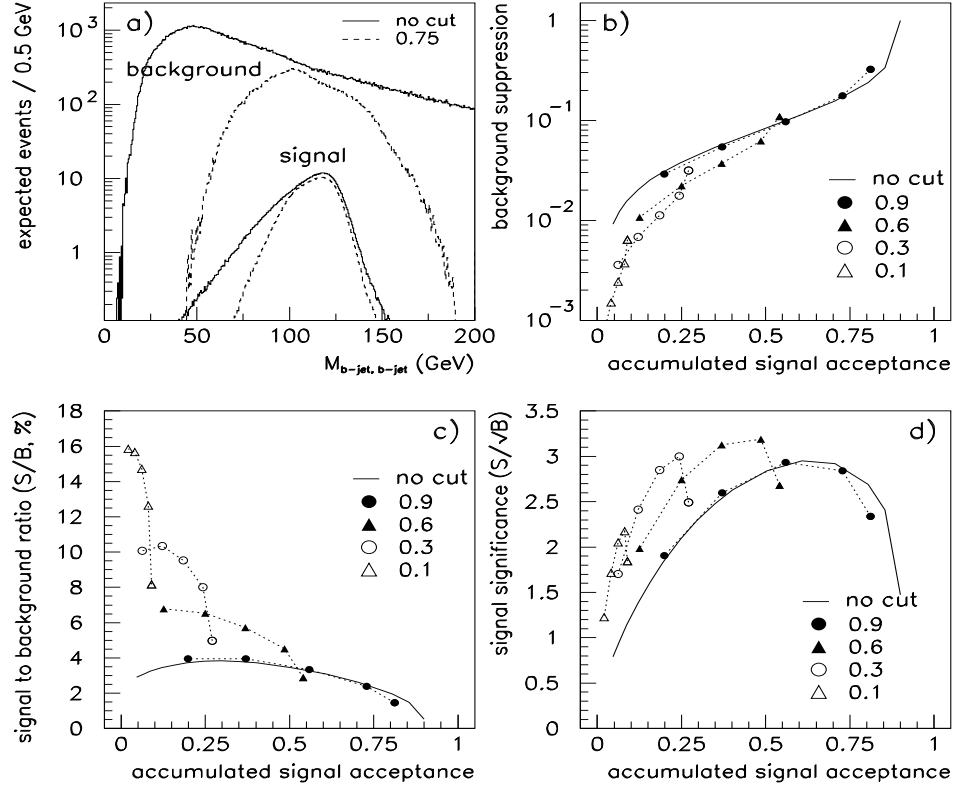 a)
no cut
0.75
background
signal
expected events / 0.5 GeV
10³
10²
10
1
0 50 100 150 200
M b-jet, b-jet (GeV)
b)
background suppression
1
10⁻¹
10⁻²
10⁻³
no cut
0.9
0.6
0.3
0.1
0 0.25 0.5 0.75 1
accumulated signal acceptance
c)
signal to background ratio (S/B, %)
18
16
14
12
10
8
6
4
2
0
no cut
0.9
0.6
0.3
0.1
0 0.25 0.5 0.75 1
accumulated signal acceptance
d)
signal significance (S/√B)
3.5
3
2.5
2
1.5
1
0.5
0
no cut
0.9
0.6
0.3
0.1
0 0.25 0.5 0.75 1
accumulated signal acceptance